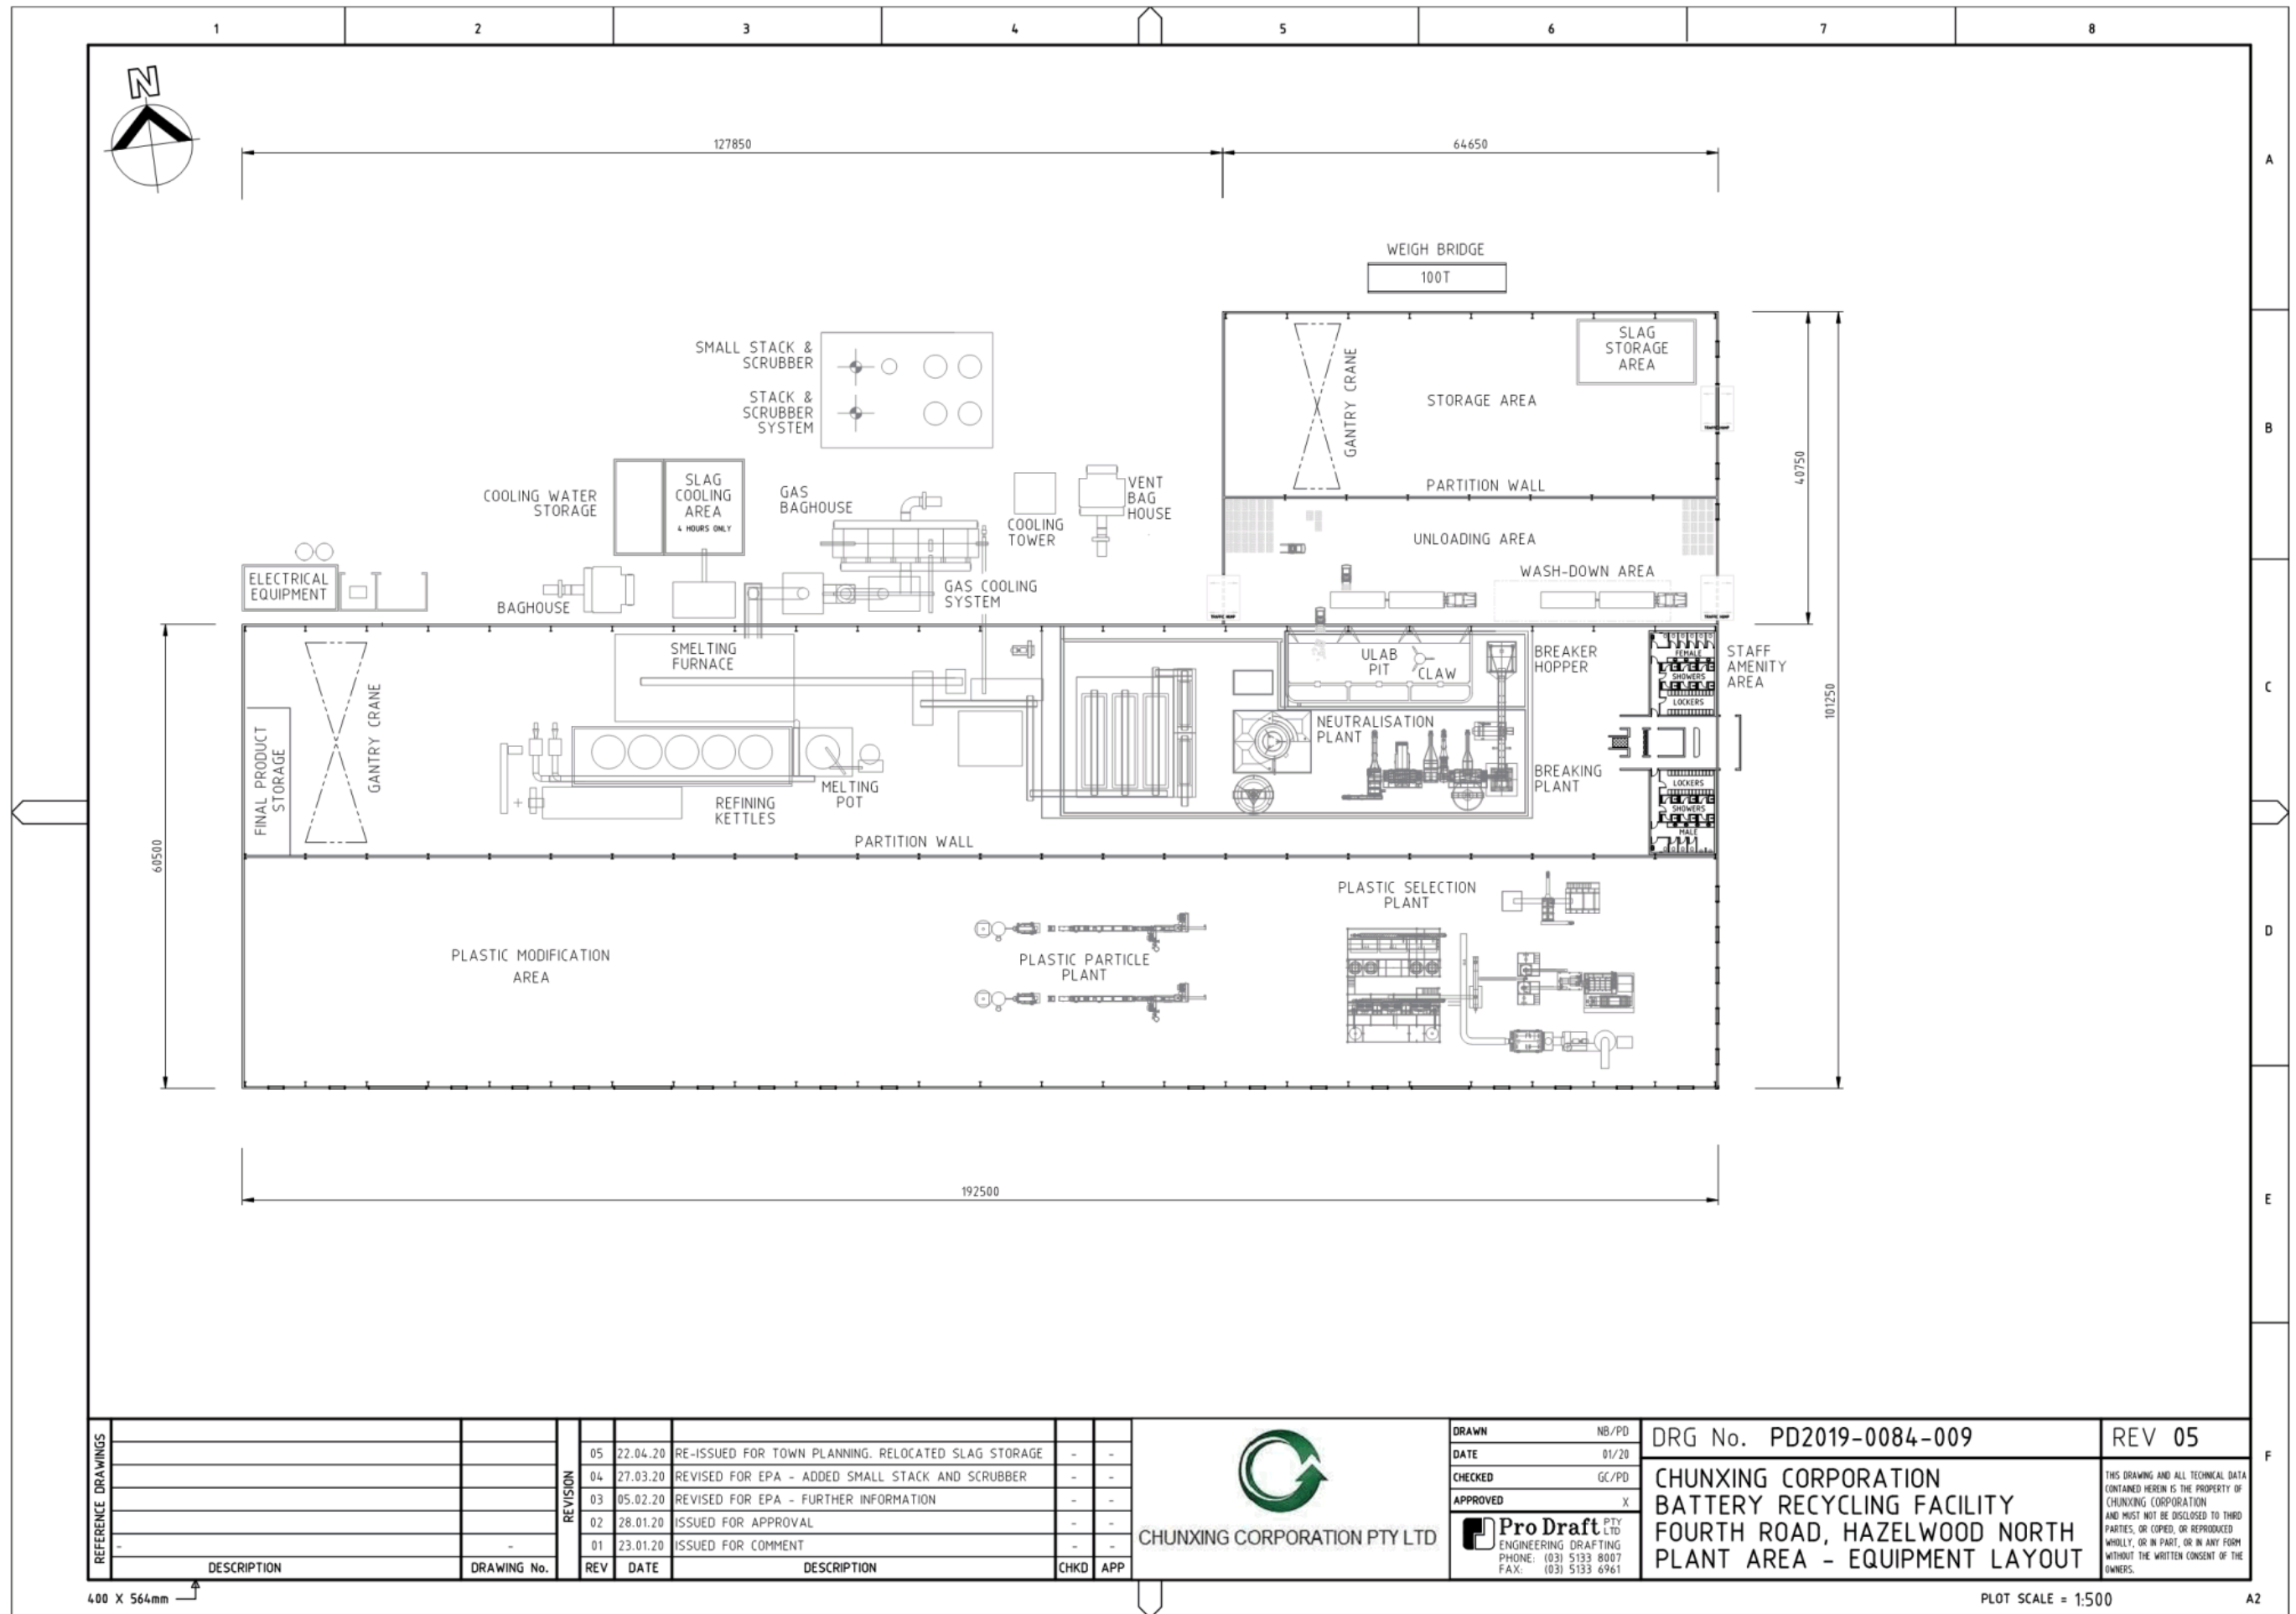 1 2 3 4 5 6 7 8
N
127850
64650
A
WEIGH BRIDGE
100T
SMALL STACK &
SCRUBBER
STACK &
SCRUBBER
SYSTEM
GANTRY CRANE
SLAG
STORAGE
AREA
STORAGE AREA
B
40750
COOLING WATER
STORAGE
SLAG
COOLING
AREA
4 HOURS ONLY
GAS
BAGHOUSE
COOLING
TOWER
VENT
BAG
HOUSE
PARTITION WALL
UNLOADING AREA
WASH-DOWN AREA
ELECTRICAL
EQUIPMENT
BAGHOUSE
GAS COOLING
SYSTEM
SMELTING
FURNACE
ULAB
PIT
CLAW
BREAKER
HOPPER
FEMALE
SHOWERS
LOCKERS
STAFF
AMENITY
AREA
C
101250
GANTRY CRANE
FINAL PRODUCT
STORAGE
NEUTRALISATION
PLANT
BREAKING
PLANT
LOCKERS
SHOWERS
MALE
MELTING
POT
REFINING
KETTLES
PARTITION WALL
60500
PLASTIC SELECTION
PLANT
D
PLASTIC MODIFICATION
AREA
PLASTIC PARTICLE
PLANT
192500
E
REFERENCE DRAWINGS
- -
DESCRIPTION DRAWING No.
REVISION
05 22.04.20 RE-ISSUED FOR TOWN PLANNING. RELOCATED SLAG STORAGE - -
04 27.03.20 REVISED FOR EPA - ADDED SMALL STACK AND SCRUBBER - -
03 05.02.20 REVISED FOR EPA - FURTHER INFORMATION - -
02 28.01.20 ISSUED FOR APPROVAL - -
01 23.01.20 ISSUED FOR COMMENT - -
REV DATE DESCRIPTION CHKD APP
CHUNXING CORPORATION PTY LTD
DRAWN NB/PD
DATE 01/20
CHECKED GC/PD
APPROVED X
Pro Draft PTY LTD
ENGINEERING DRAFTING
PHONE: (03) 5133 8007
FAX: (03) 5133 6961
DRG No. PD2019-0084-009
REV 05
CHUNXING CORPORATION
BATTERY RECYCLING FACILITY
FOURTH ROAD, HAZELWOOD NORTH
PLANT AREA - EQUIPMENT LAYOUT
THIS DRAWING AND ALL TECHNICAL DATA
CONTAINED HEREIN IS THE PROPERTY OF
CHUNXING CORPORATION
AND MUST NOT BE DISCLOSED TO THIRD
PARTIES, OR COPIED, OR REPRODUCED
WHOLLY, OR IN PART, OR IN ANY FORM
WITHOUT THE WRITTEN CONSENT OF THE
OWNERS.
F
400 X 564mm
PLOT SCALE = 1:500
A2